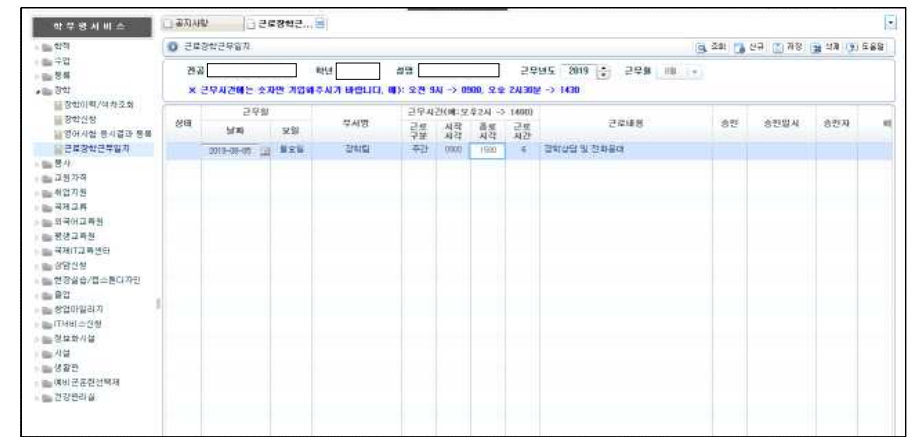 학부생서비스
공지사항
근로장학근...
학적
수업
등록
장학
장학이력/여차조회
장학신청
영어시험 응시결과 등록
근로장학근무일지
봉사
교원자격
취업지원
국제교류
외국어교육원
평생교육원
국제IT교육센터
상담신청
현장실습/캡스톤디자인
졸업
창업마일리지
IT서비스신청
정보화시설
시설
생활관
예비군훈련선택제
건강관리실
근로장학근무일지
조회 신규 저장 삭제 도움말
전공 학년 성명 근무년도 2019 근무월 8월
※ 근무시간에는 숫자만 기입해주시기 바랍니다. 예): 오전 9시 -> 0900, 오후 2시30분 -> 1430
상태 근무일 부서명 근무시간(예:오후2시 -> 1400) 근로내용 승인 승인일시 승인자 비
날짜 요일 근로구분 시작시각 종료시각 근로시간
2019-08-05 월요일 장학팀 주간 0900 1500 6 장학상담 및 전화응대